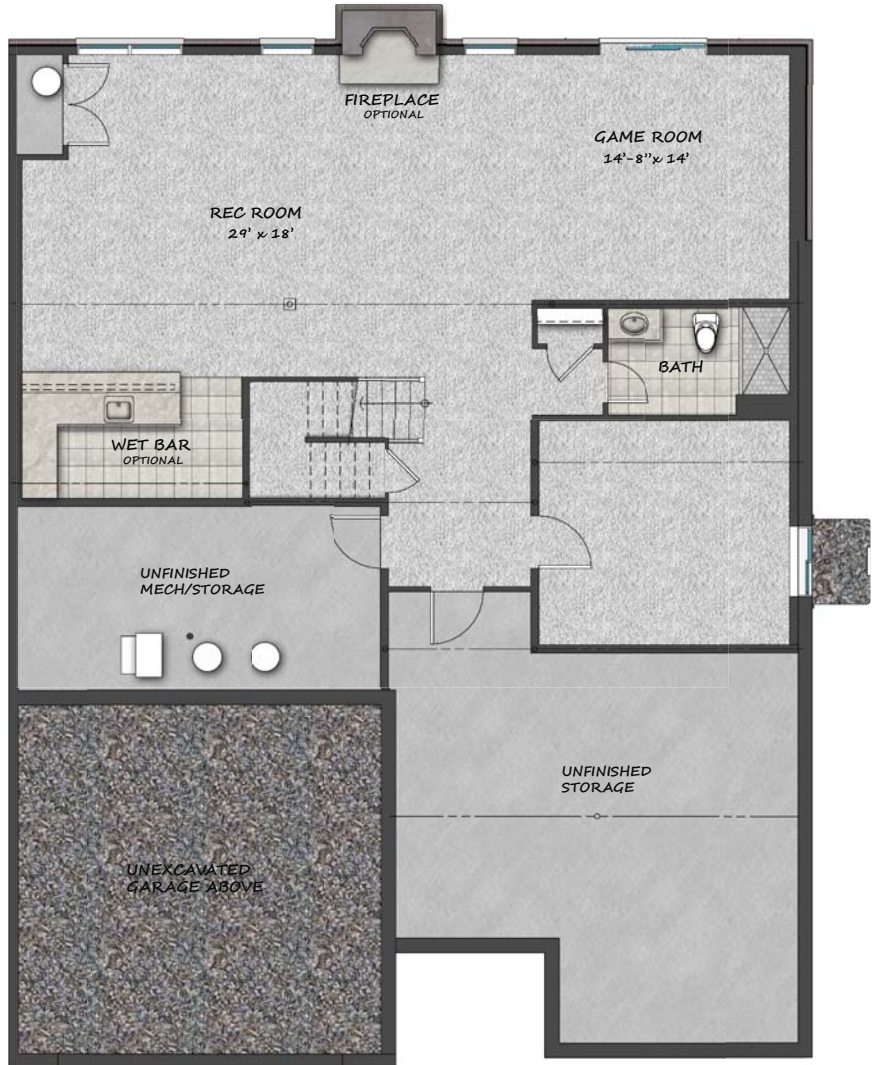 FIREPLACE
OPTIONAL
GAME ROOM
14'-8"x 14'
REC ROOM
29' x 18'
BATH
WET BAR
OPTIONAL
UNFINISHED
MECH/STORAGE
UNFINISHED
STORAGE
UNEXCAVATED
GARAGE ABOVE